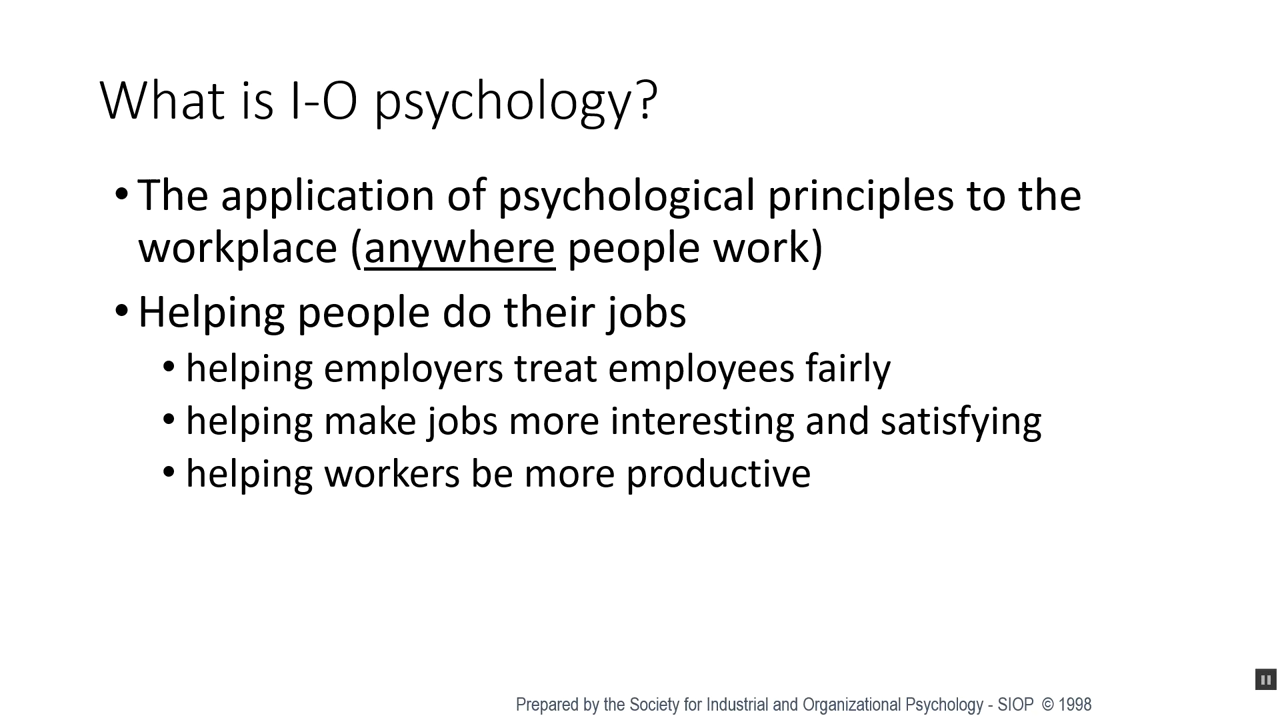 What is I-O psychology?
• The application of psychological principles to the
workplace (anywhere people work)
• Helping people do their jobs
• helping employers treat employees fairly
• helping make jobs more interesting and satisfying
• helping workers be more productive
Prepared by the Society for Industrial and Organizational Psychology - SIOP © 1998